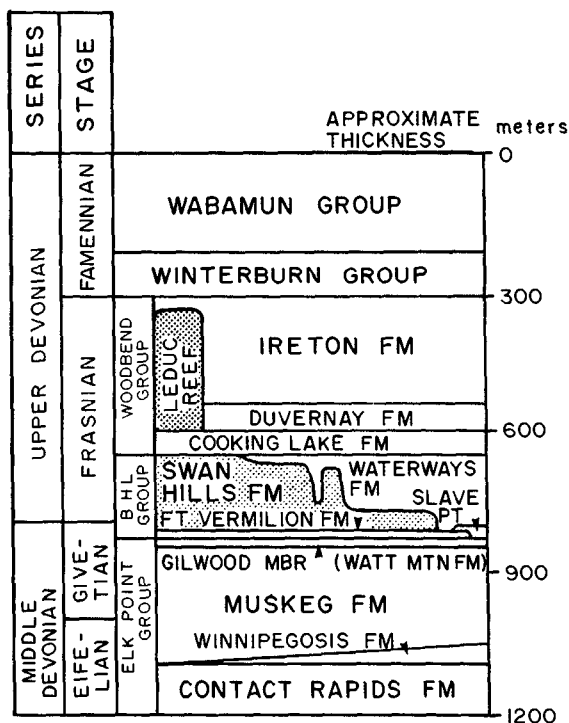 SERIES
STAGE
APPROXIMATE
THICKNESS
meters
0
UPPER DEVONIAN
FAMENNIAN
WABAMUN GROUP
WINTERBURN GROUP
300
FRASNIAN
WOODBEND
GROUP
LEDUC
REEF
IRETON FM
DUVERNAY FM
600
COOKING LAKE FM
BHL
GROUP
SWAN
HILLS FM
WATERWAYS
FM
SLAVE
PT
FT VERMILION FM
MIDDLE
DEVONIAN
GIVE-
TIAN
EIFE-
LIAN
ELK POINT
GROUP
GILWOOD MBR (WATT MTN FM)
900
MUSKEG FM
WINNIPEGOSIS FM
CONTACT RAPIDS FM
1200